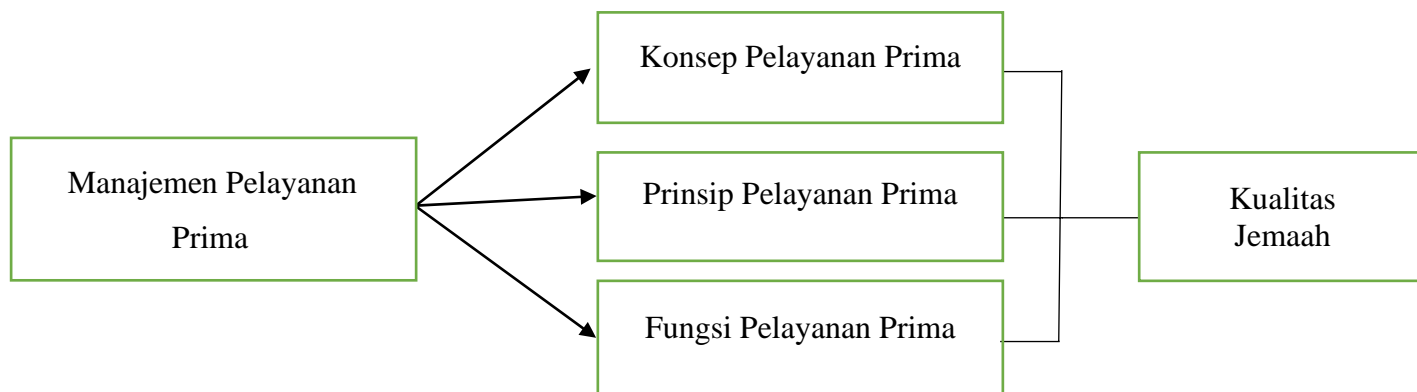 Konsep Pelayanan Prima
Manajemen Pelayanan
Prima
Prinsip Pelayanan Prima
Fungsi Pelayanan Prima
Kualitas
Jemaah